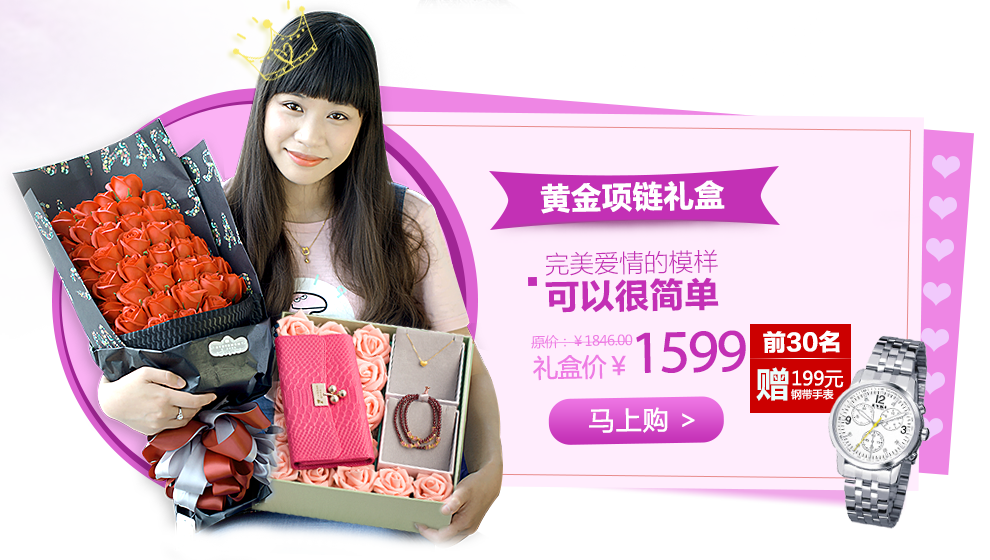 黄金项链礼盒
完美爱情的模样
可以很简单
原价：￥1846.00
礼盒价￥1599
前30名
赠199元
钢带手表
马上购 >